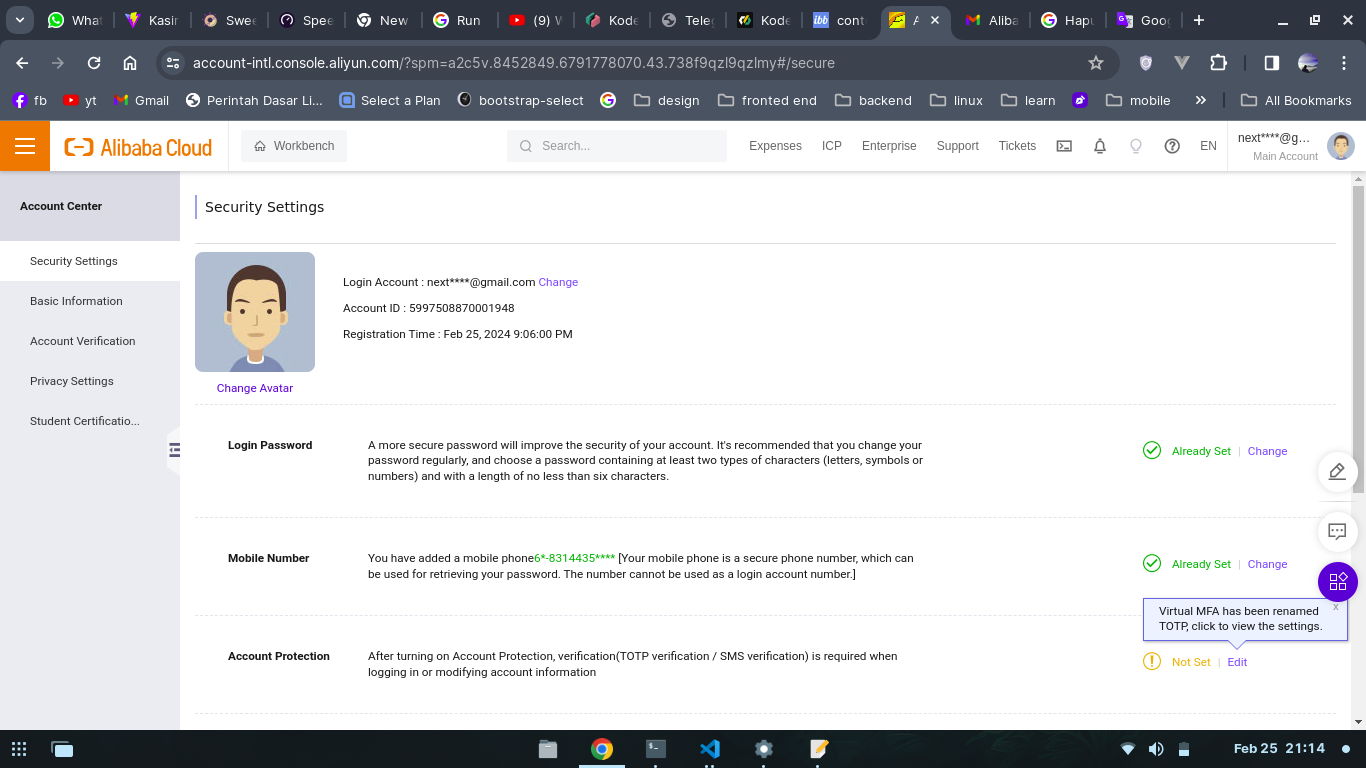 What
Kasir
Swee
Spee
New
Run
(9) W
Kode
Teleg
Kode
cont
A
Aliba
Hapu
Goog
account-intl.console.aliyun.com/?spm=a2c5v.8452849.6791778070.43.738f9qzl9qzlmy#/secure
fb
yt
Gmail
Perintah Dasar Li...
Select a Plan
bootstrap-select
design
fronted end
backend
linux
learn
mobile
All Bookmarks
Alibaba Cloud
Workbench
Search...
Expenses
ICP
Enterprise
Support
Tickets
EN
next****@g...
Main Account
Account Center
Security Settings
Basic Information
Account Verification
Privacy Settings
Student Certificatio...
Security Settings
Login Account : next****@gmail.com Change
Account ID : 5997508870001948
Registration Time : Feb 25, 2024 9:06:00 PM
Change Avatar
Login Password
A more secure password will improve the security of your account. It's recommended that you change your
password regularly, and choose a password containing at least two types of characters (letters, symbols or
numbers) and with a length of no less than six characters.
Already Set | Change
Mobile Number
You have added a mobile phone6*-8314435**** [Your mobile phone is a secure phone number, which can
be used for retrieving your password. The number cannot be used as a login account number.]
Already Set | Change
Virtual MFA has been renamed
TOTP, click to view the settings.
x
Account Protection
After turning on Account Protection, verification(TOTP verification / SMS verification) is required when
logging in or modifying account information
Not Set | Edit
Feb 25 21:14